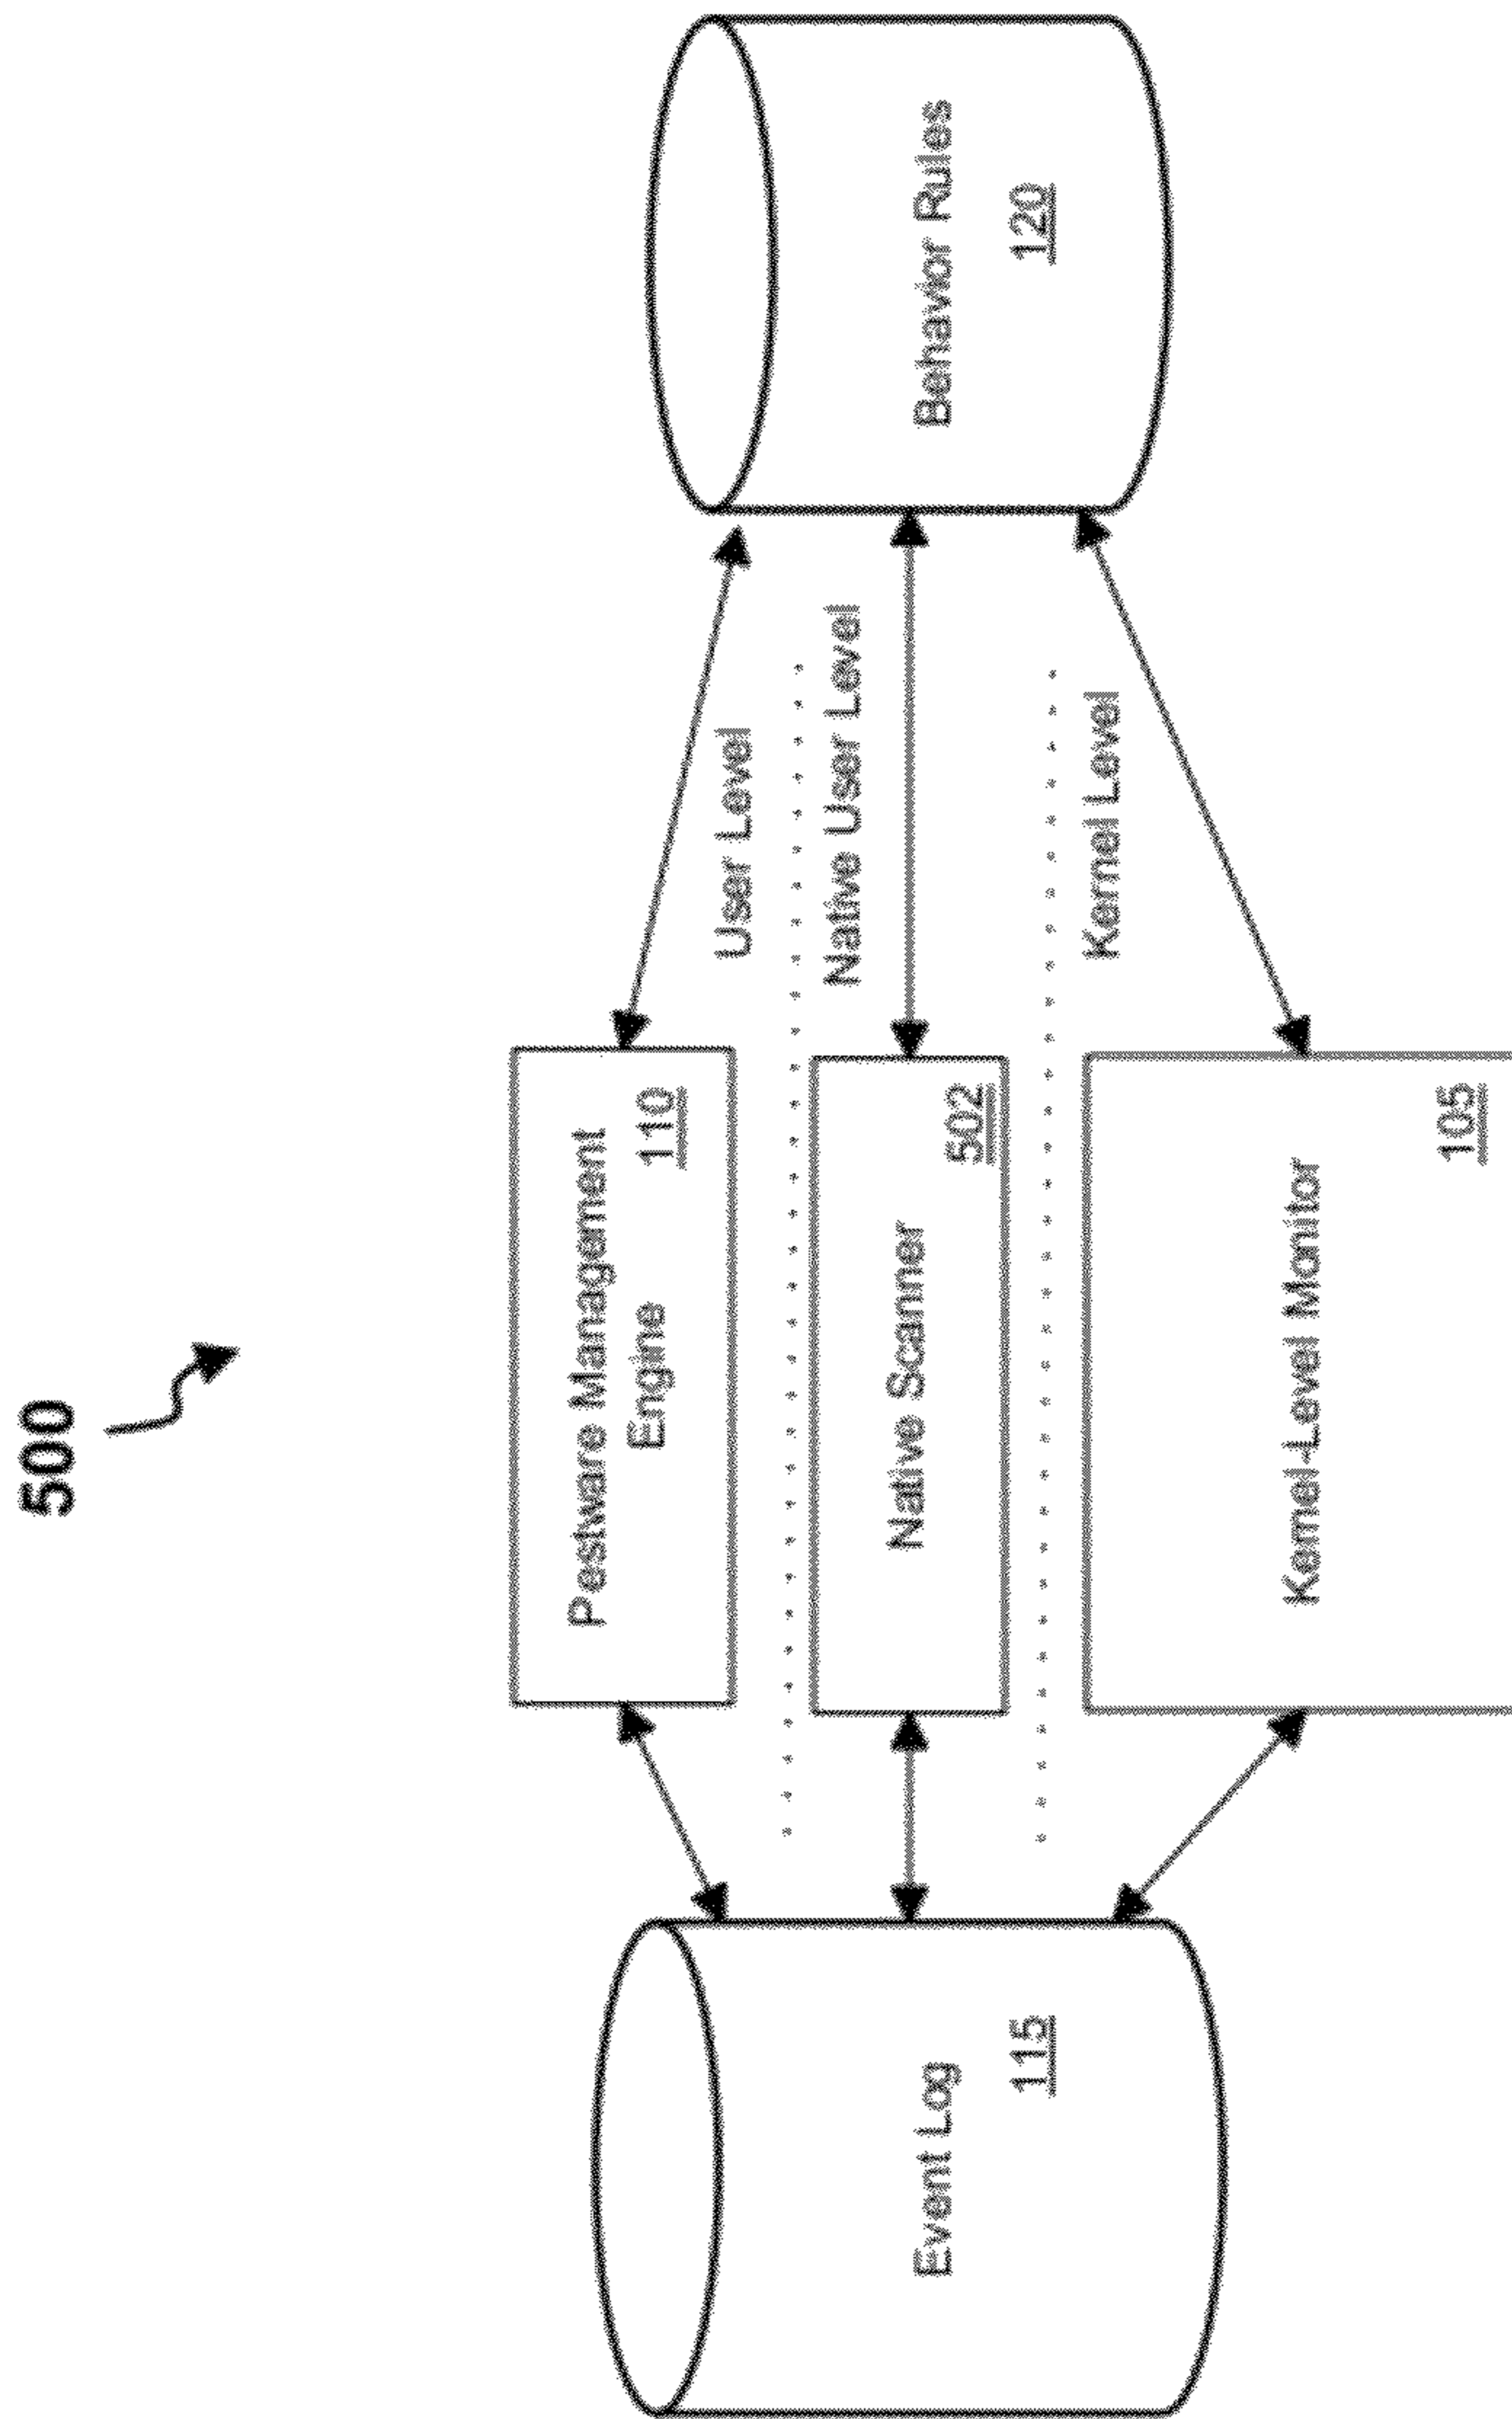 500
Pestware Management
Engine
110
User Level
Native User Level
Native Scanner
502
Kernel Level
Event Log
115
Behavior Rules
120
Kernel-Level Monitor
105